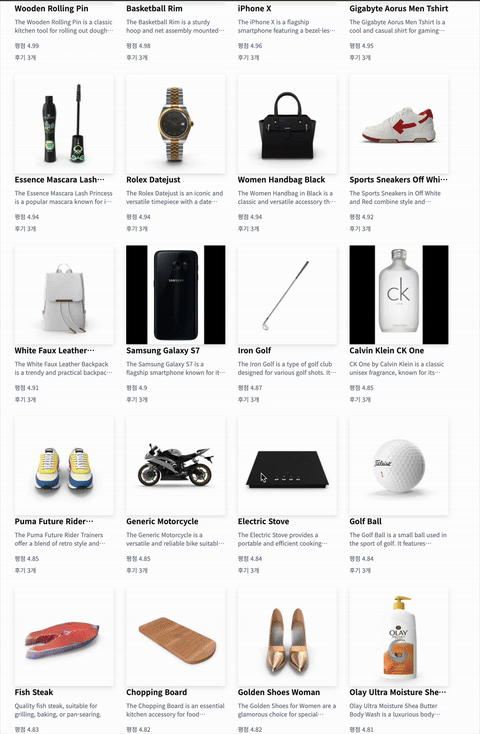 Wooden Rolling Pin
Basketball Rim
iPhone X
Gigabyte Aorus Men Tshirt
The Wooden Rolling Pin is a classic
kitchen tool for rolling out dough…
The Basketball Rim is a sturdy
hoop and net assembly mounted…
The iPhone X is a flagship
smartphone featuring a bezel-les…
The Gigabyte Aorus Men Tshirt is a
cool and casual shirt for gaming…
평점 4.99
평점 4.98
평점 4.96
평점 4.95
후기 3개
후기 3개
후기 3개
후기 3개
Essence Mascara Lash…
Rolex Datejust
Women Handbag Black
Sports Sneakers Off Whi…
The Essence Mascara Lash Princess
is a popular mascara known for i…
The Rolex Datejust is an iconic and
versatile timepiece with a date…
The Women Handbag in Black is a
classic and versatile accessory th…
The Sports Sneakers in Off White
and Red combine style and…
평점 4.94
평점 4.94
평점 4.94
평점 4.92
후기 3개
후기 3개
후기 3개
후기 3개
SAMSUNG
ck
White Faux Leather…
Samsung Galaxy S7
Iron Golf
Calvin Klein CK One
The White Faux Leather Backpack
is a trendy and practical backpac…
The Samsung Galaxy S7 is a
flagship smartphone known for it…
The Iron Golf is a type of golf club
designed for various golf shots. It…
CK One by Calvin Klein is a classic
unisex fragrance, known for its…
평점 4.91
평점 4.9
평점 4.87
평점 4.85
후기 3개
후기 3개
후기 3개
후기 3개
Titleist
Puma Future Rider…
Generic Motorcycle
Electric Stove
Golf Ball
The Puma Future Rider Trainers
offer a blend of retro style and…
The Generic Motorcycle is a
versatile and reliable bike suitabl…
The Electric Stove provides a
portable and efficient cooking…
The Golf Ball is a small ball used in
the sport of golf. It features…
평점 4.85
평점 4.85
평점 4.84
평점 4.84
후기 3개
후기 3개
후기 3개
후기 3개
OLAY
Fish Steak
Chopping Board
Golden Shoes Woman
Olay Ultra Moisture She…
Quality fish steak, suitable for
grilling, baking, or pan-searing.
The Chopping Board is an essential
kitchen accessory for food…
The Golden Shoes for Women are a
glamorous choice for special…
Olay Ultra Moisture Shea Butter
Body Wash is a luxurious body…
평점 4.83
평점 4.82
평점 4.82
평점 4.81